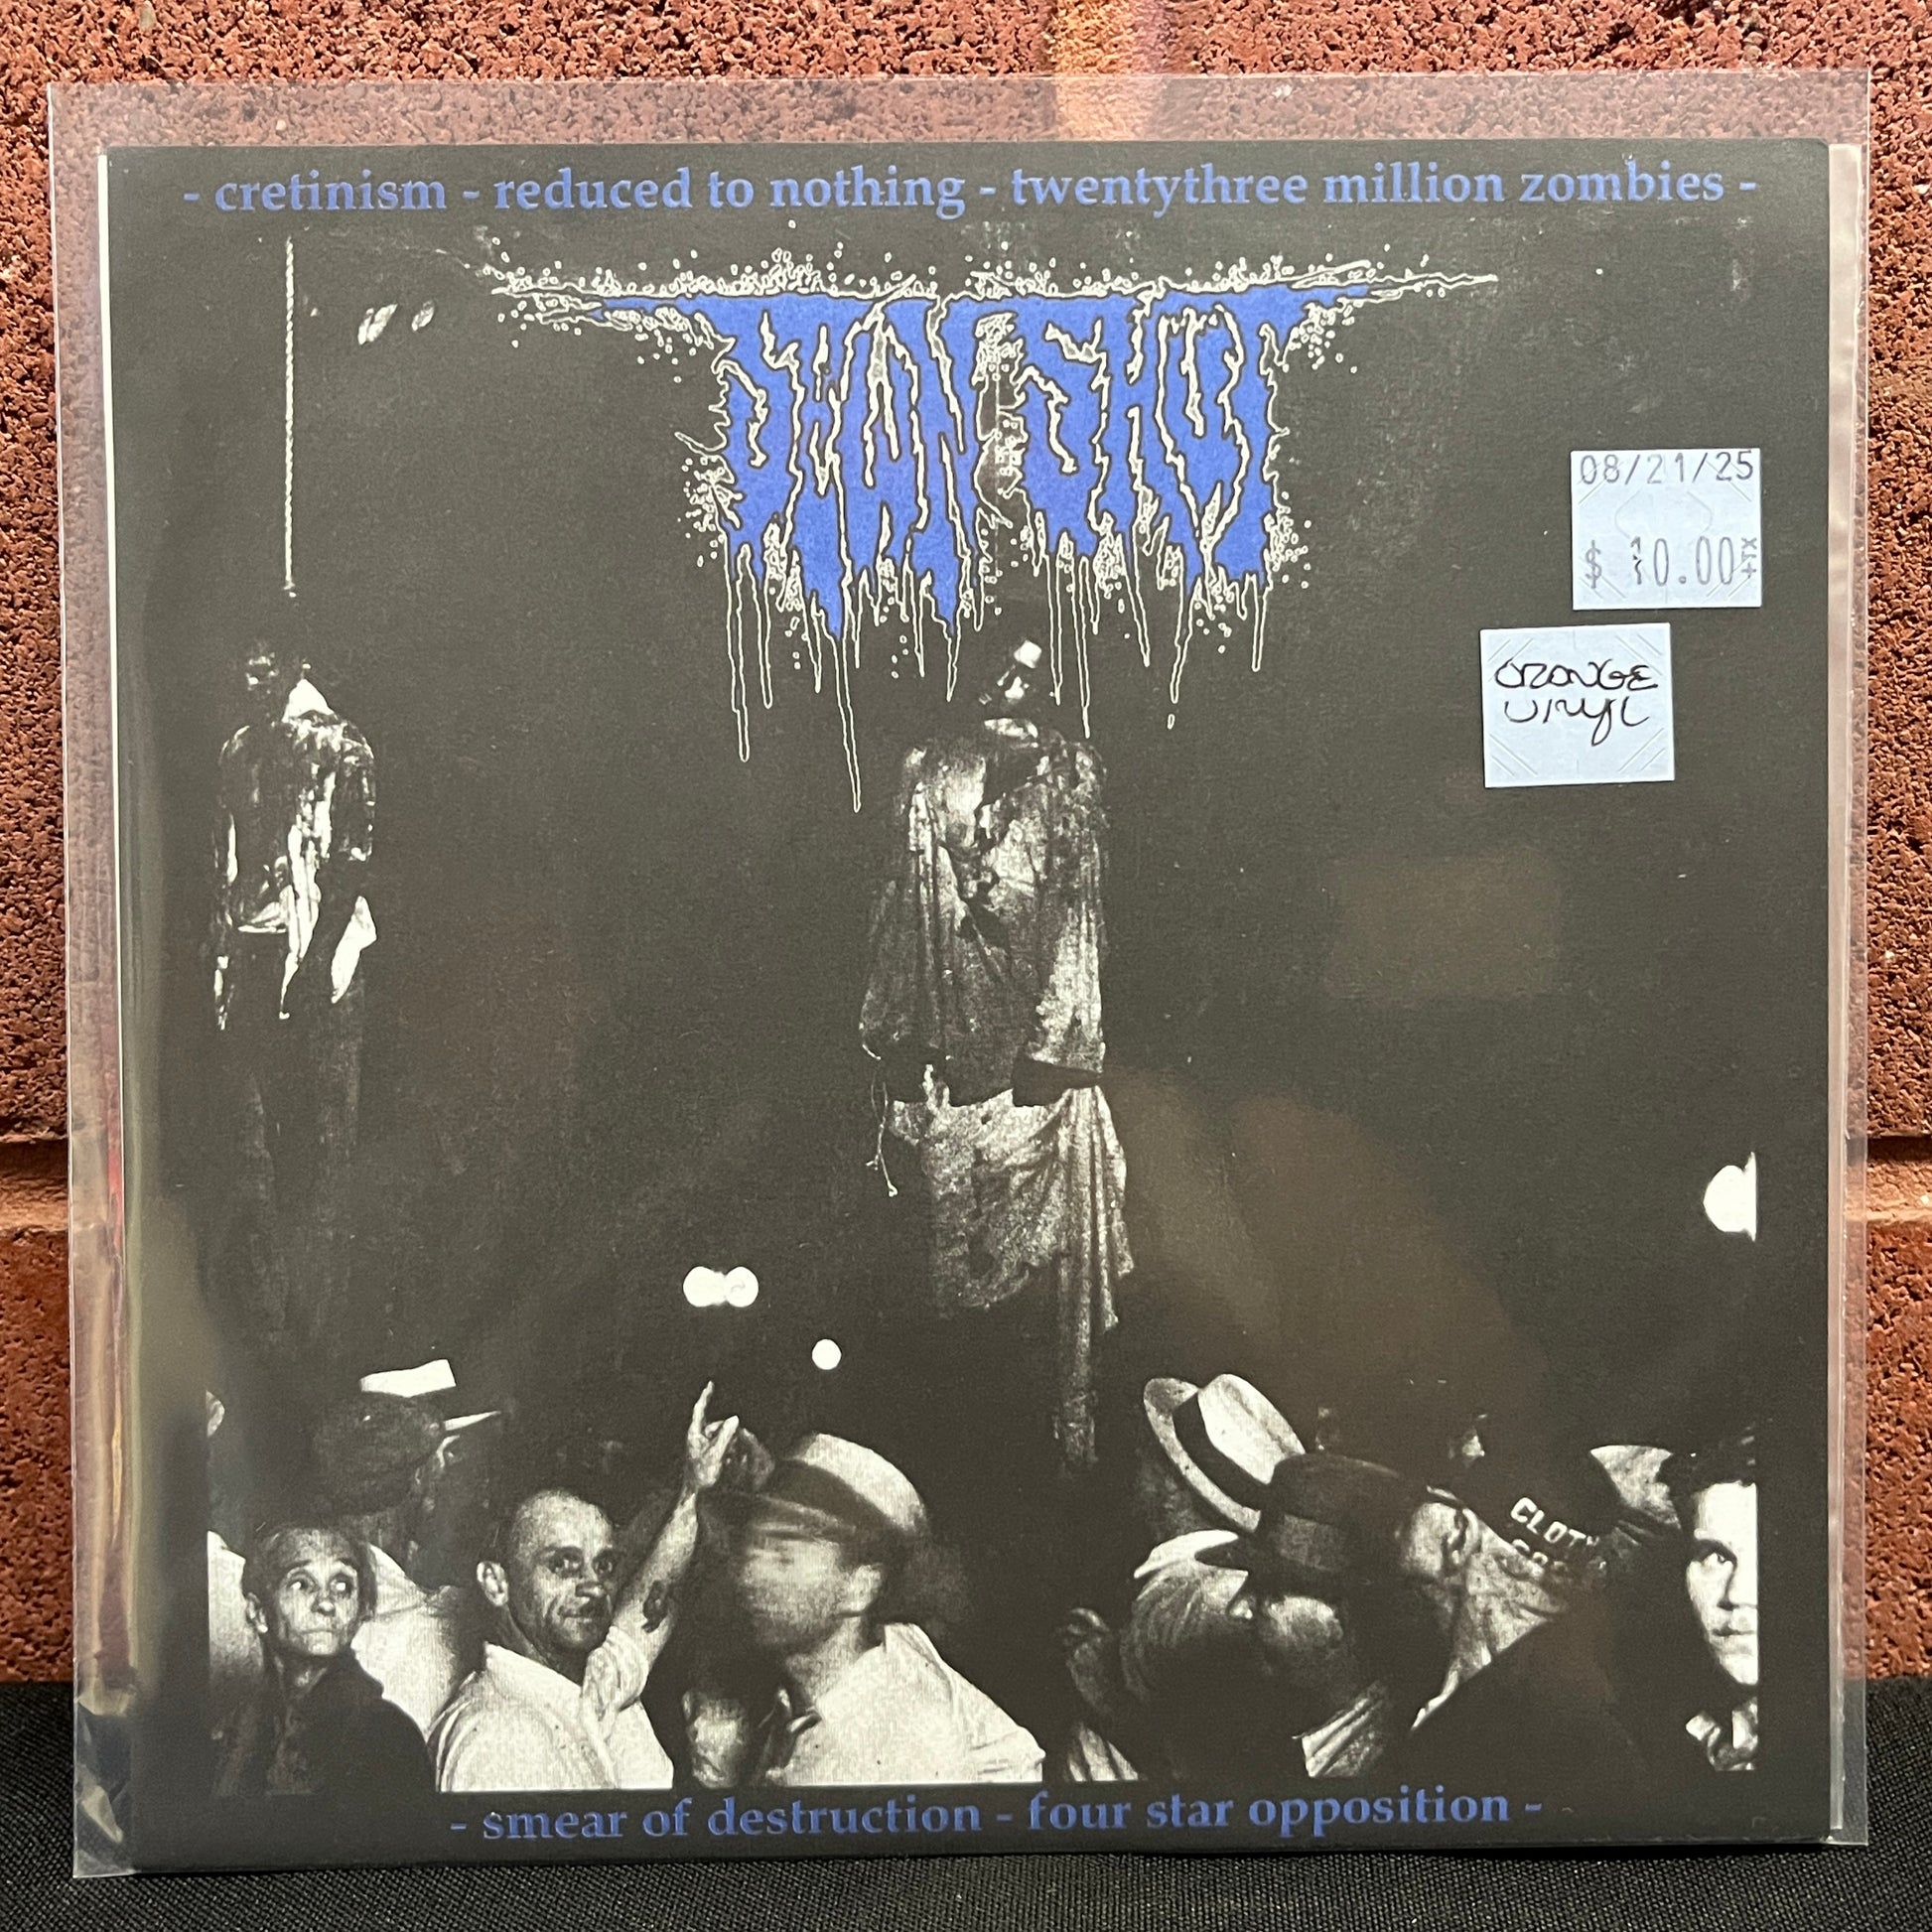 - cretinism - reduced to nothing - twentythree million zombies -
08/21/25
$ 10.00
ORANGE
VINYL
CLOTH
- smear of destruction - four star opposition -